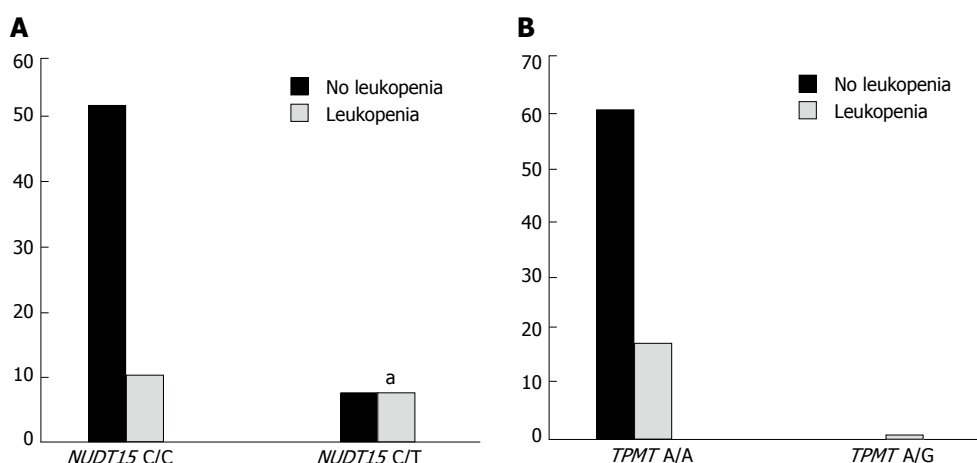 A
60
50
40
30
20
10
0
No leukopenia
Leukopenia
a
NUDT15 C/C
NUDT15 C/T
B
70
60
50
40
30
20
10
0
No leukopenia
Leukopenia
TPMT A/A
TPMT A/G